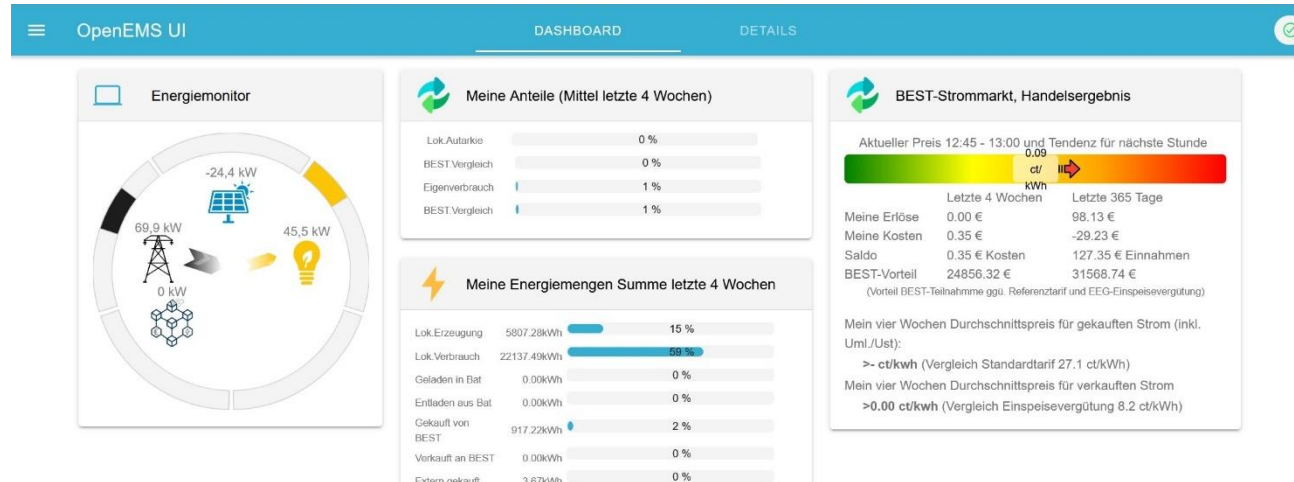 OpenEMS UI
DASHBOARD
DETAILS
Energiemonitor
-24,4 kW
69,9 kW
45,5 kW
0 kW
Meine Anteile (Mittel letzte 4 Wochen)
Lok.Autarkie 0 %
BEST.Vergleich 0 %
Eigenverbrauch 1 %
BEST.Vergleich 1 %
Meine Energiemengen Summe letzte 4 Wochen
Lok.Erzeugung 5807.28kWh 15 %
Lok.Verbrauch 22137.49kWh 59 %
Geladen in Bat 0.00kWh 0 %
Entladen aus Bat 0.00kWh 0 %
Gekauft von
BEST 917.22kWh 2 %
Verkauft an BEST 0.00kWh 0 %
Extern gekauft 3.67kWh 0 %
BEST-Strommarkt, Handelsergebnis
Aktueller Preis 12:45 - 13:00 und Tendenz für nächste Stunde
0.09
ct/
kWh
Letzte 4 Wochen Letzte 365 Tage
Meine Erlöse 0.00 € 98.13 €
Meine Kosten 0.35 € -29.23 €
Saldo 0.35 € Kosten 127.35 € Einnahmen
BEST-Vorteil 24856.32 € 31568.74 €
(Vorteil BEST-Teilnahmme ggü. Referenztarif und EEG-Einspeisevergütung)
Mein vier Wochen Durchschnittspreis für gekauften Strom (inkl.
Uml./Ust):
>- ct/kwh (Vergleich Standardtarif 27.1 ct/kWh)
Mein vier Wochen Durchschnittspreis für verkauften Strom
>0.00 ct/kwh (Vergleich Einspeisevergütung 8.2 ct/kWh)